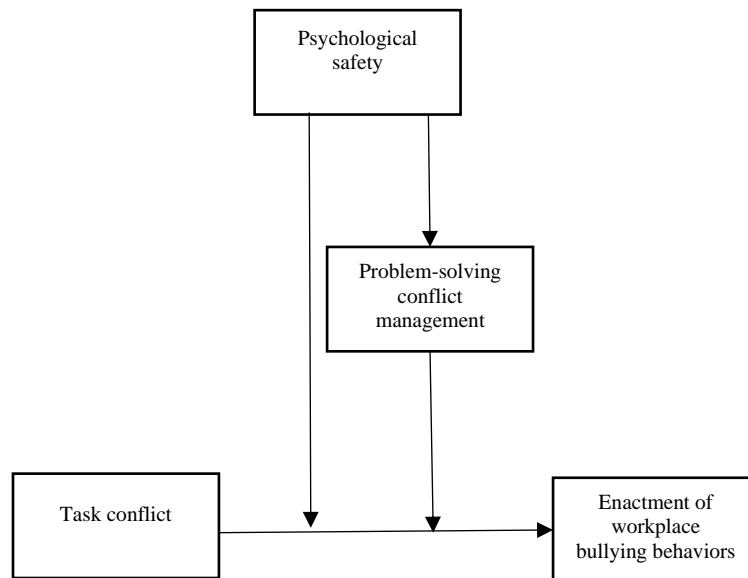 Psychological
safety
Problem-solving
conflict
management
Task conflict
Enactment of
workplace
bullying behaviors